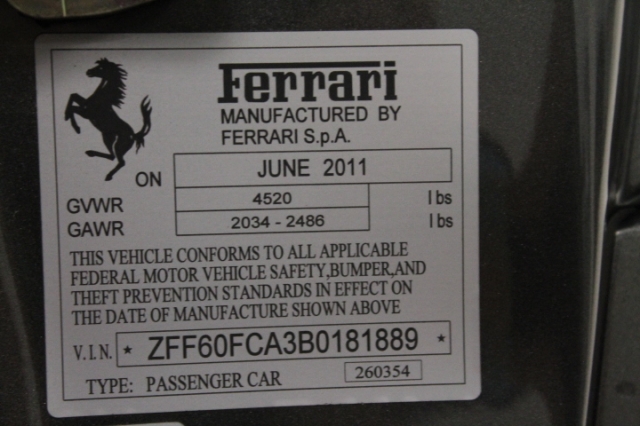 Ferrari
MANUFACTURED BY
FERRARI S.p.A.
ON JUNE 2011
GVWR 4520 lbs
GAWR 2034 - 2486 lbs
THIS VEHICLE CONFORMS TO ALL APPLICABLE
FEDERAL MOTOR VEHICLE SAFETY,BUMPER,AND
THEFT PREVENTION STANDARDS IN EFFECT ON
THE DATE OF MANUFACTURE SHOWN ABOVE
V.I.N. * ZFF60FCA3B0181889 *
TYPE: PASSENGER CAR 260354